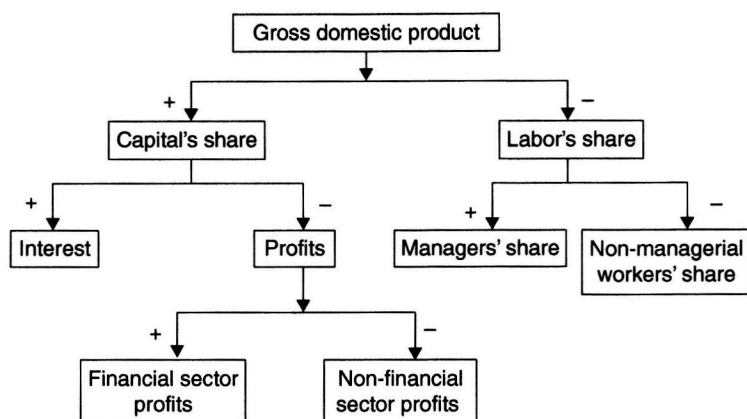 Gross domestic product
+
−
Capital's share
Labor's share
+
−
+
−
Interest
Profits
Managers' share
Non-managerial
workers' share
+
−
Financial sector
profits
Non-financial
sector profits